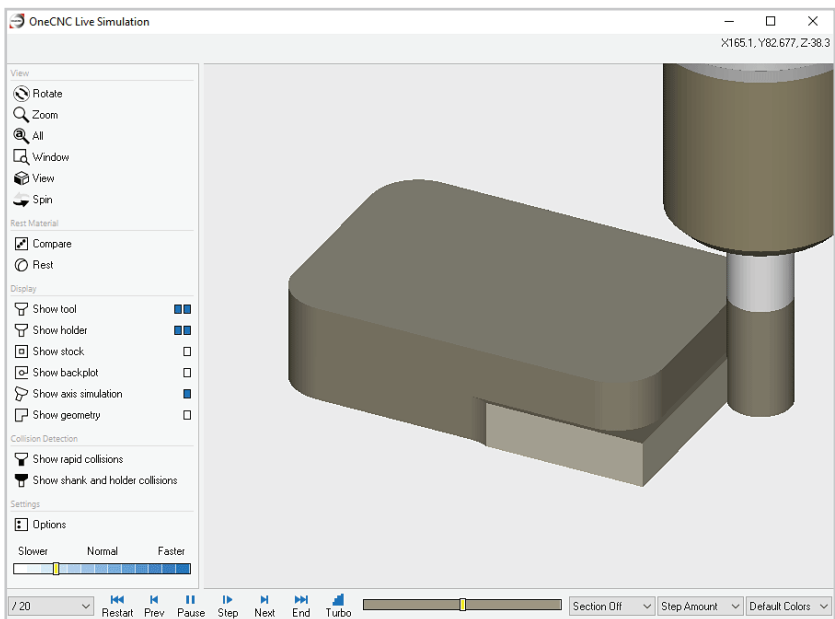 OneCNC Live Simulation
X165.1, Y82.677, Z-38.3
View
Rotate
Zoom
All
Window
View
Spin
Rest Material
Compare
Rest
Display
Show tool
Show holder
Show stock
Show backplot
Show axis simulation
Show geometry
Collision Detection
Show rapid collisions
Show shank and holder collisions
Settings
Options
Slower Normal Faster
/ 20 Restart Prev Pause Step Next End Turbo Section Off Step Amount Default Colors